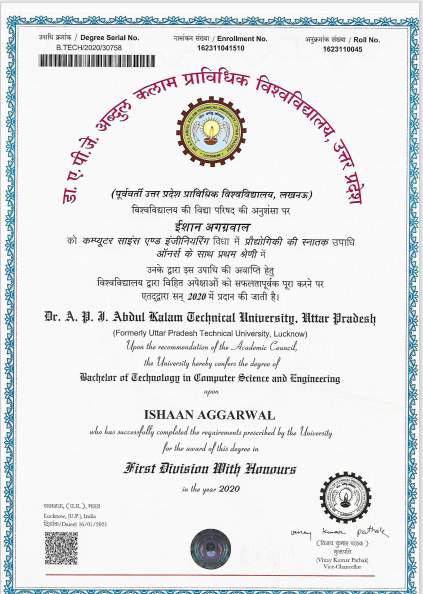 उपाधि क्रमांक / Degree Serial No.
B.TECH/2020/30758
नामांकन संख्या / Enrollment No.
162311041510
अनुक्रमांक संख्या / Roll No.
1623110045
डा. ए. पी.जे. अब्दुल कलाम प्राविधिक विश्वविद्यालय, उत्तर प्रदेश
(पूर्ववर्ती उत्तर प्रदेश प्राविधिक विश्वविद्यालय, लखनऊ)
विश्वविद्यालय की विद्या परिषद की अनुशंसा पर
ईशान अग्रवाल
को कम्प्यूटर साइंस एण्ड इंजीनियरिंग विधा में प्रौद्योगिकी की स्नातक उपाधि
ऑनर्स के साथ प्रथम श्रेणी में
उनके द्वारा इस उपाधि की अवाप्ति हेतु
विश्वविद्यालय द्वारा विहित अपेक्षाओं को सफलतापूर्वक पूरा करने पर
एतद्द्वारा सन् 2020 में प्रदान की जाती है।
Dr. A. P. J. Abdul Kalam Technical University, Uttar Pradesh
(Formerly Uttar Pradesh Technical University, Lucknow)
Upon the recommendation of the Academic Council,
the University hereby confers the degree of
Bachelor of Technology in Computer Science and Engineering
upon
ISHAAN AGGARWAL
who has successfully completed the requirements prescribed by the University
for the award of this degree in
First Division With Honours
in the year 2020
लखनऊ, (उ.प्र.), भारत
Lucknow, (U.P.), India
दिनांक/Dated: 16/01/2021
Vinay Kumar Pathak
(विनय कुमार पाठक)
कुलपति
(Vinay Kumar Pathak)
Vice-Chancellor